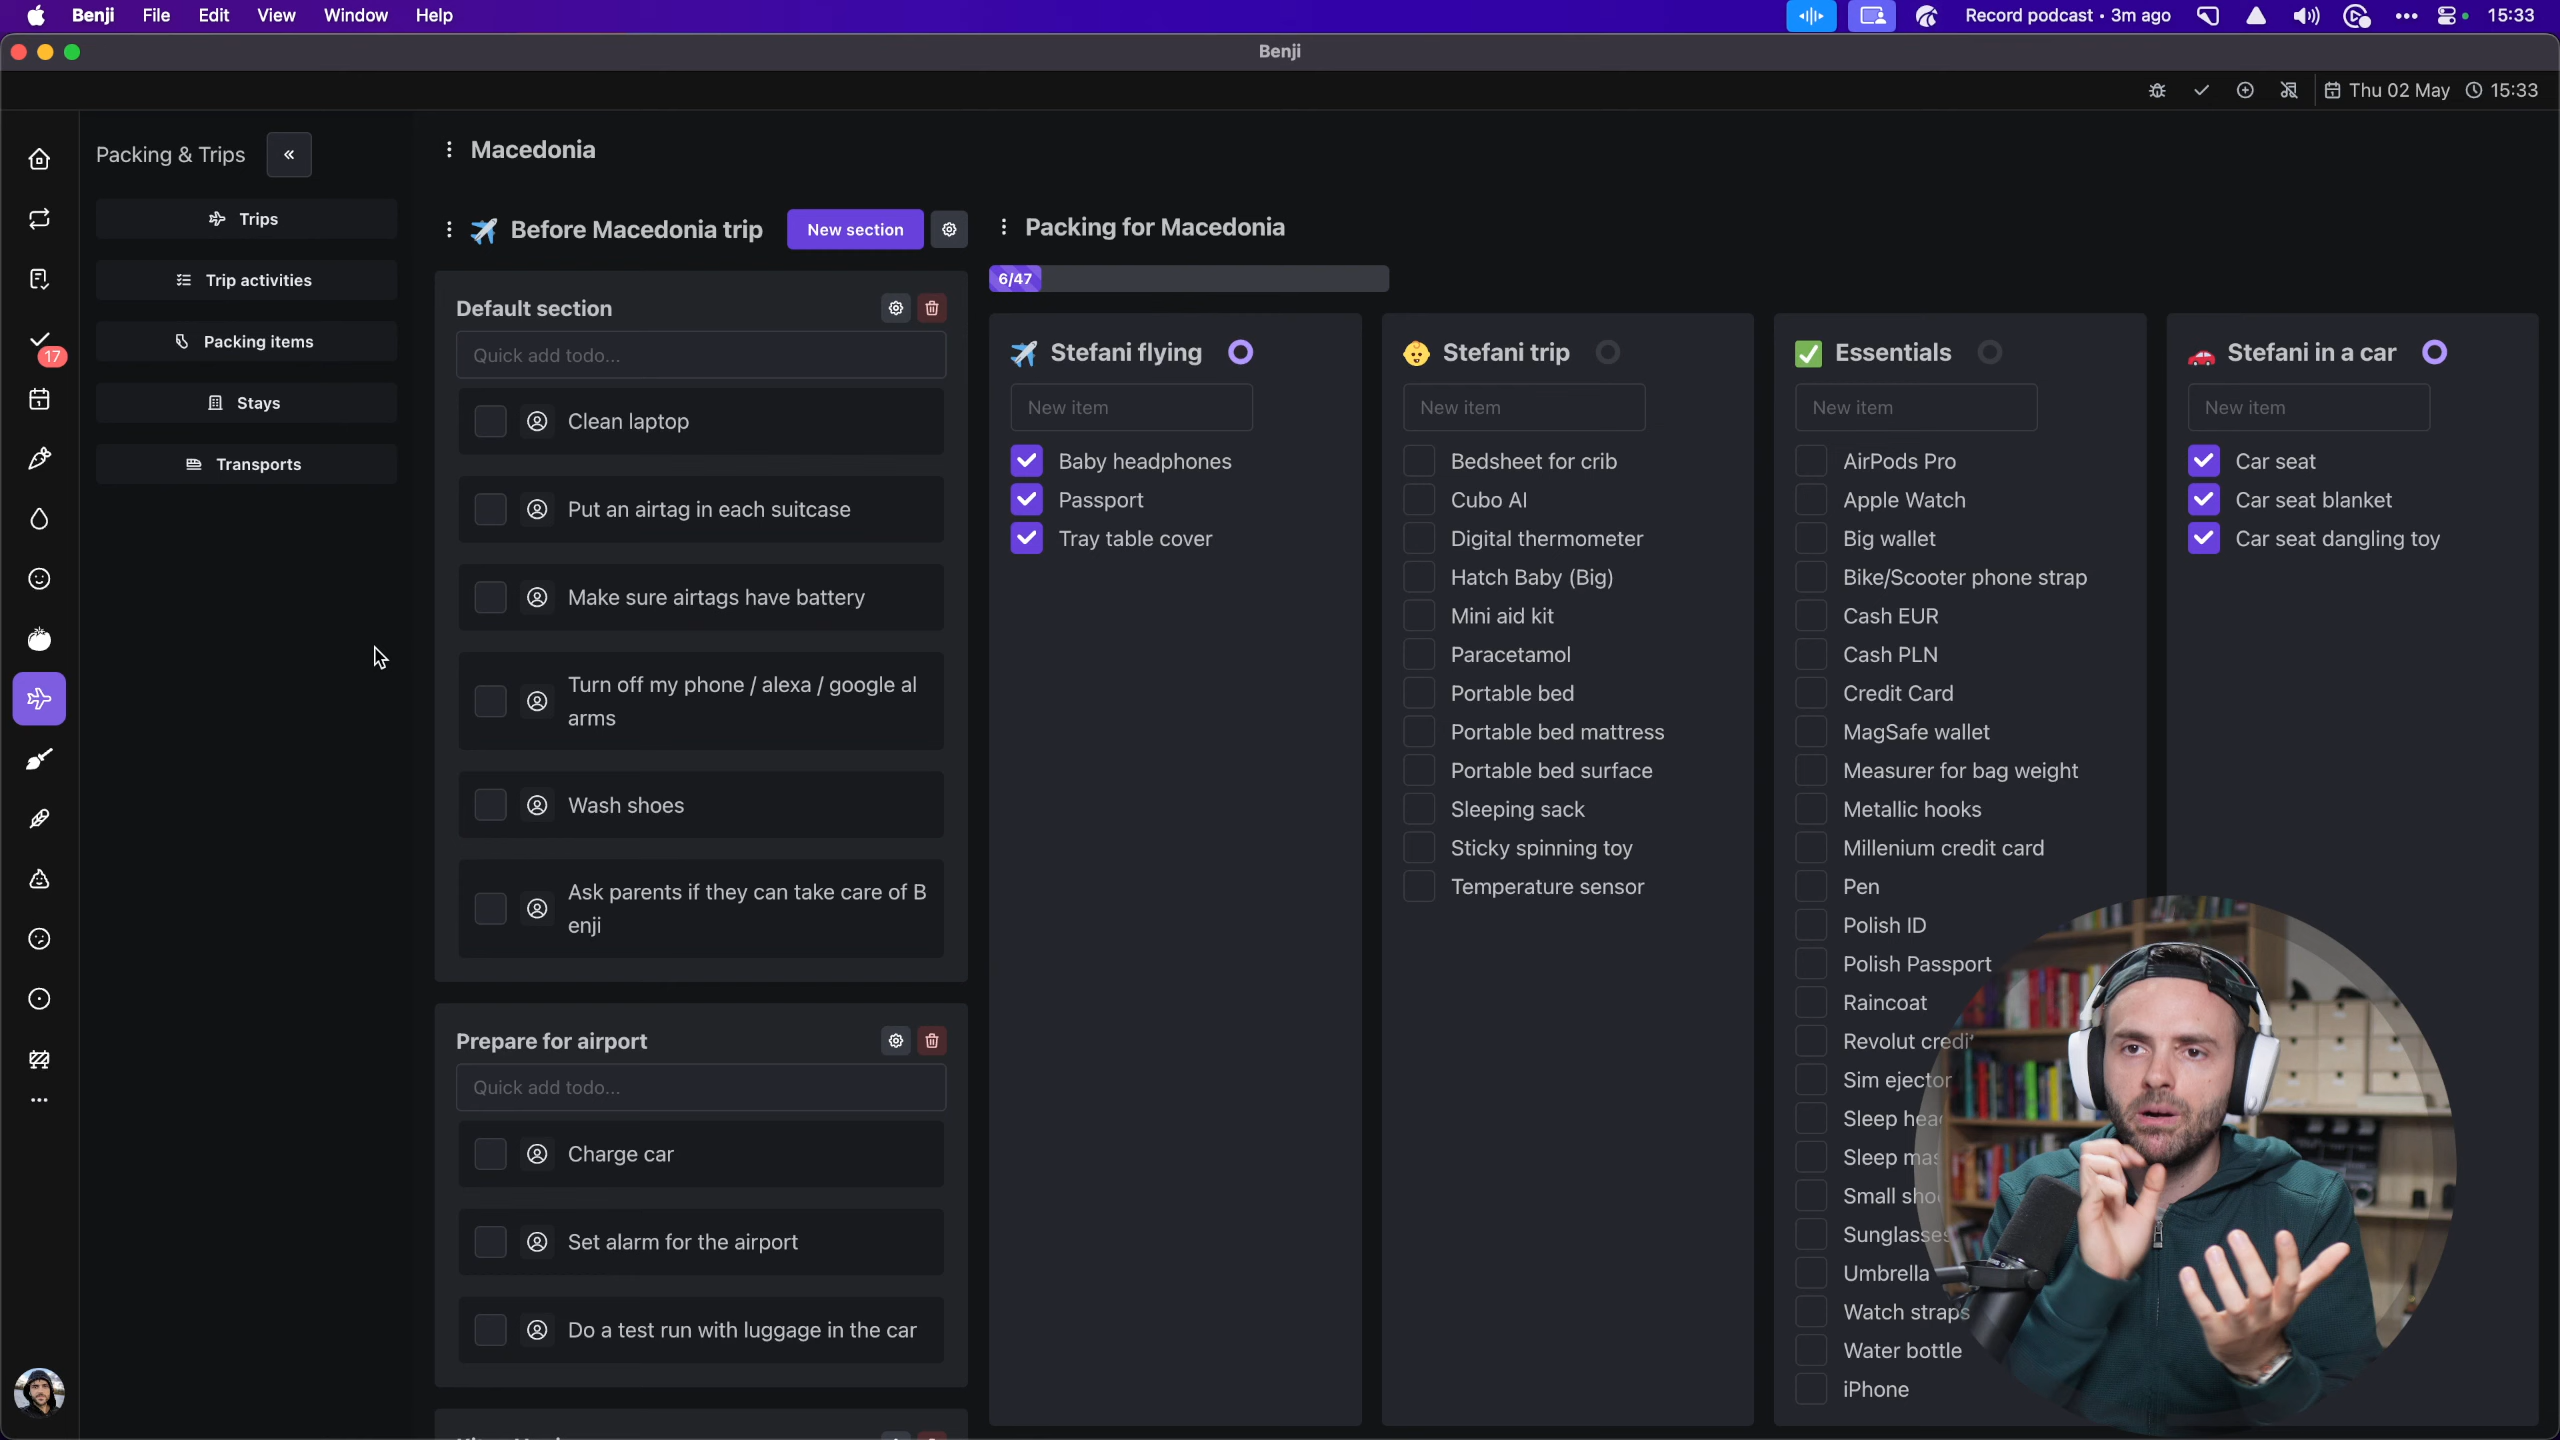 Benji File Edit View Window Help
Record podcast • 3m ago
15:33
Benji
Thu 02 May 15:33
Packing & Trips
«
Trips
Trip activities
Packing items
Stays
Transports
17
Macedonia
Before Macedonia trip
New section
Default section
Quick add todo...
Clean laptop
Put an airtag in each suitcase
Make sure airtags have battery
Turn off my phone / alexa / google al
arms
Wash shoes
Ask parents if they can take care of B
enji
Prepare for airport
Quick add todo...
Charge car
Set alarm for the airport
Do a test run with luggage in the car
Packing for Macedonia
6/47
Stefani flying
New item
Baby headphones
Passport
Tray table cover
Stefani trip
New item
Bedsheet for crib
Cubo AI
Digital thermometer
Hatch Baby (Big)
Mini aid kit
Paracetamol
Portable bed
Portable bed mattress
Portable bed surface
Sleeping sack
Sticky spinning toy
Temperature sensor
Essentials
New item
AirPods Pro
Apple Watch
Big wallet
Bike/Scooter phone strap
Cash EUR
Cash PLN
Credit Card
MagSafe wallet
Measurer for bag weight
Metallic hooks
Millenium credit card
Pen
Polish ID
Polish Passport
Raincoat
Revolut credi
Sim ejector
Sleep hea
Sleep mas
Small sho
Sunglasses
Umbrella
Watch straps
Water bottle
iPhone
Stefani in a car
New item
Car seat
Car seat blanket
Car seat dangling toy